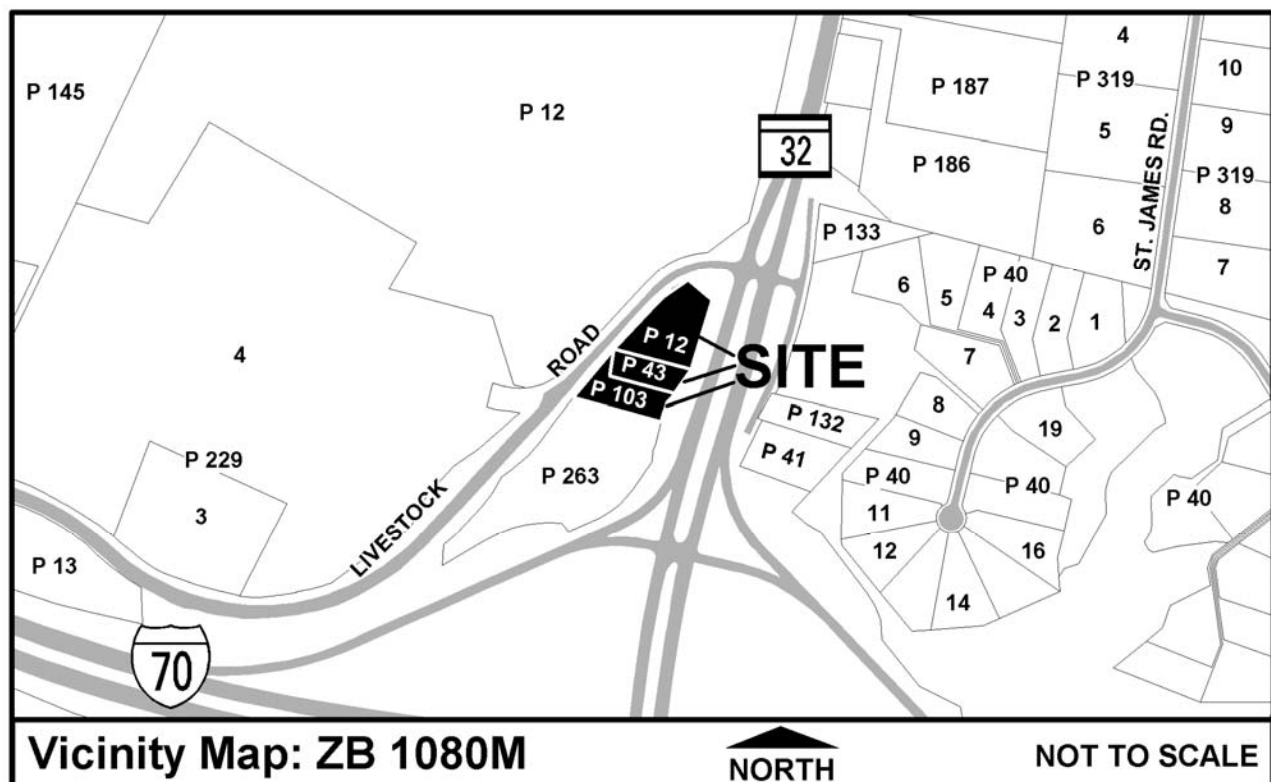 P 145
P 12
P 187
4
P 319
5
10
9
P 319
8
7
32
P 186
6
ST. JAMES RD.
P 133
6
5
P 40
4
3
2
1
7
P 12
P 43
P 103
SITE
ROAD
LIVESTOCK
4
P 229
3
P 263
P 132
P 41
8
9
19
P 40
P 40
P 40
11
12
16
14
P 13
70
Vicinity Map: ZB 1080M
NORTH
NOT TO SCALE